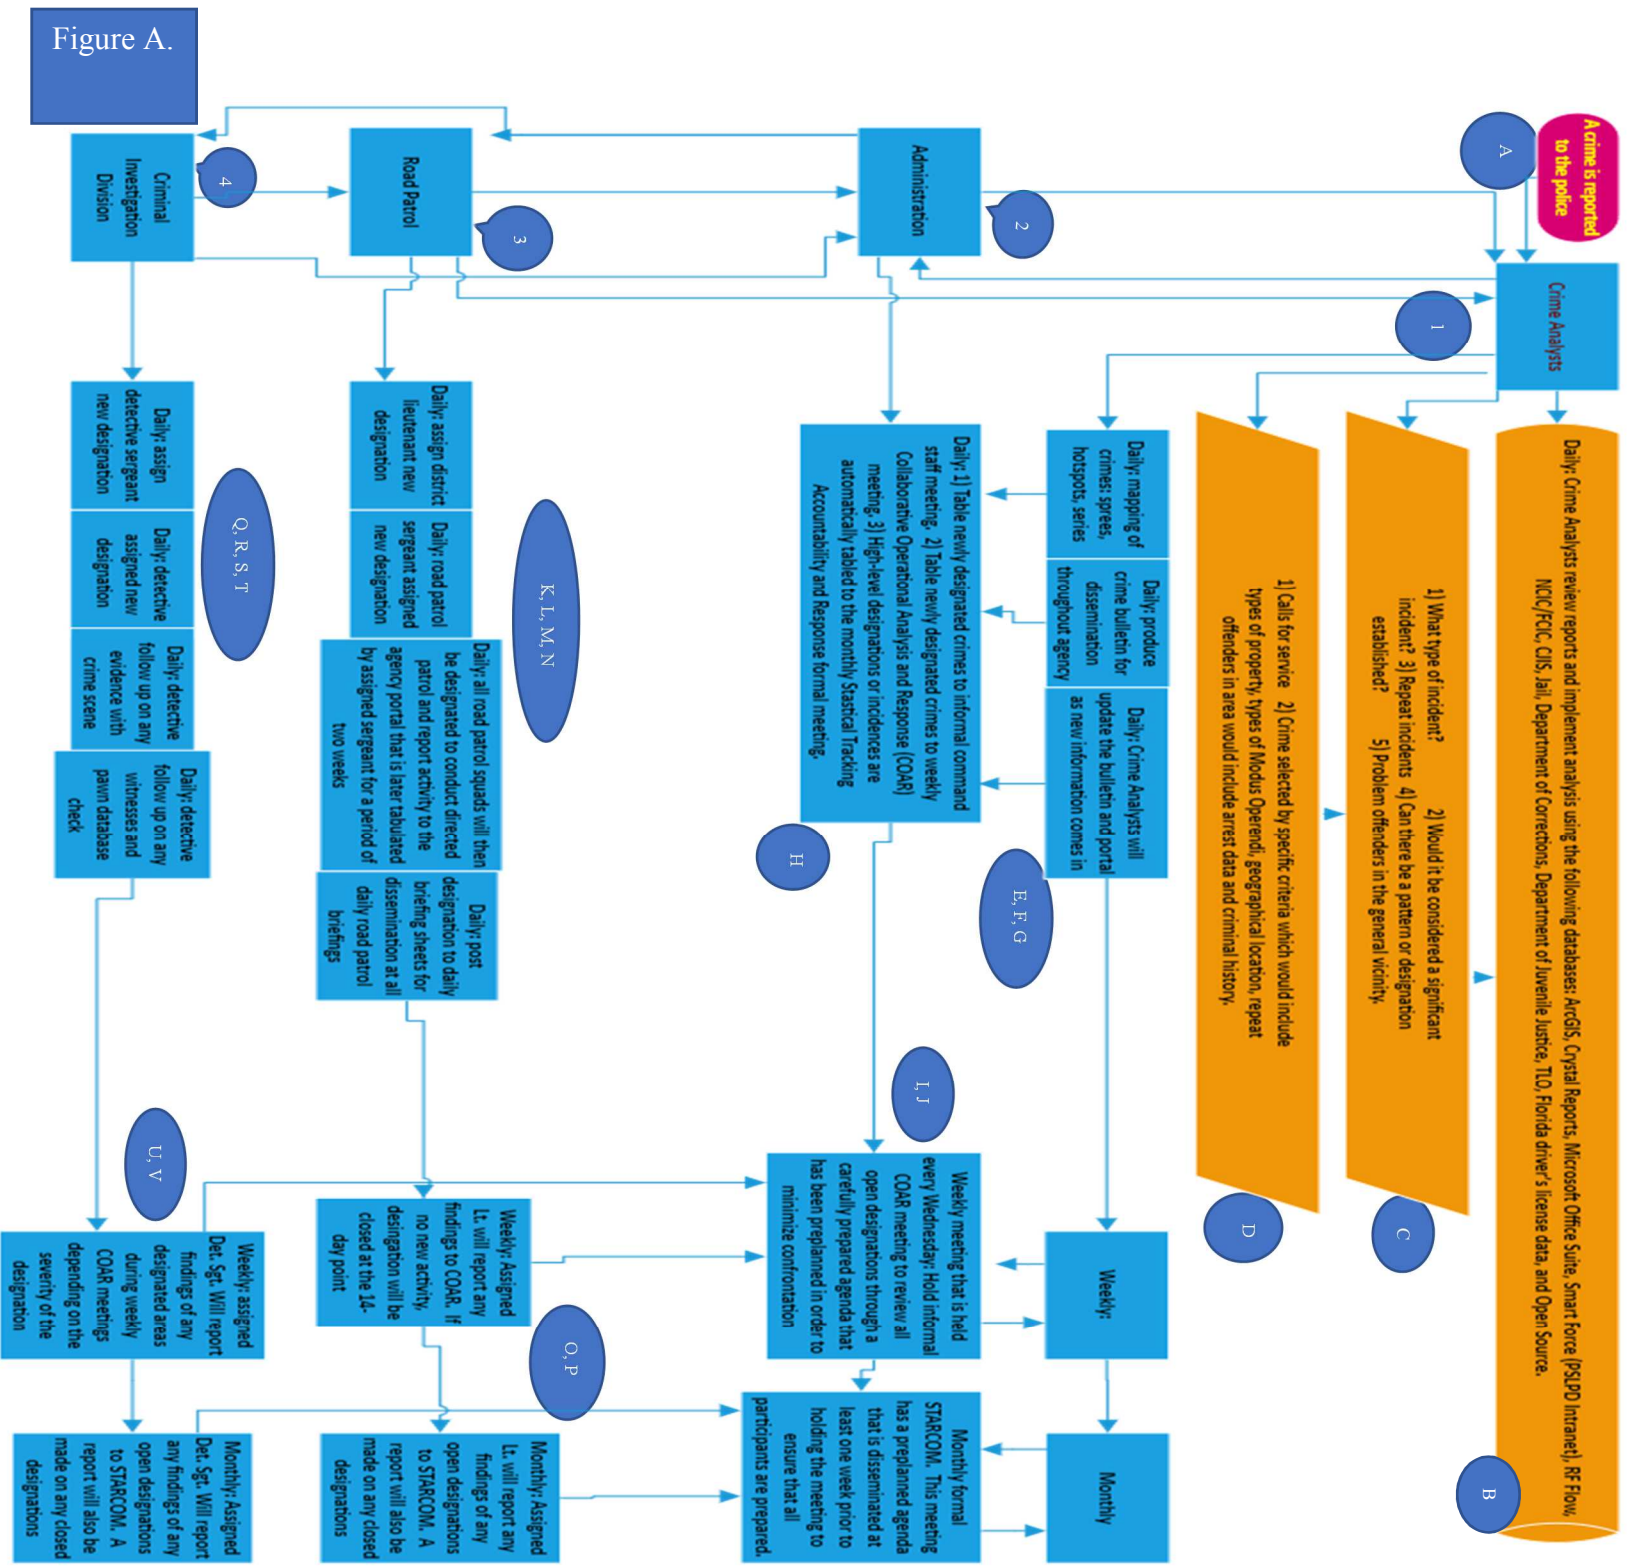 Figure A.
A crime is reported
to the police
A
Crime Analysts
1
Daily: Crime Analysts review reports and implement analysis using the following databases: ArcGIS, Crystal Reports, Microsoft Office Suite, Smart Force (PSLPD Intranet), RF Flow,
NCIC/FCIC, CJIS, Jail, Department of Corrections, Department of Juvenile Justice, TLO, Florida driver's license data, and Open Source.
B
1) What type of incident? 2) Would it be considered a significant
incident? 3) Repeat incidents 4) Can there be a pattern or designation
established? 5) Problem offenders in the general vicinity.
C
1) Calls for service 2) Crime selected by specific criteria which would include
types of property, types of Modus Operendi, geographical location, repeat
offenders in area would include arrest data and criminal history.
D
Daily: mapping of
crimes: sprees,
hotspots, series
Daily: produce
crime bulletin for
dissemination
throughout agency
Daily: Crime Analysts will
update the bulletin and portal
as new information comes in
E, F, G
Weekly:
Monthly
Administration
2
Daily: 1) Table newly designated crimes to informal command
staff meeting. 2) Table newly designated crimes to weekly
Collaborative Operational Analysis and Response (COAR)
meeting. 3) High-level designations or incidences are
automatically tabled to the monthly Stastical Tracking
Accountability and Response formal meeting.
H
I, J
Weekly meeting that is held
every Wednesday: Hold informal
COAR meeting to review all
open designations through a
carefully prepared agenda that
has been preplanned in order to
minimize confrontation
Monthly formal
STARCOM. This meeting
has a preplanned agenda
that is disseminated at
least one week prior to
holding the meeting to
ensure that all
participants are prepared.
Road Patrol
3
Daily: assign district
lieutenant new
designation
Daily: road patrol
sergeant assigned
new designation
Daily: all road patrol squads will then
be designated to conduct directed
patrol and report activity to the
agency portal that is later tabulated
by assigned sergeant for a period of
two weeks
Daily: post
designation to daily
briefing sheets for
dissemination at all
daily road patrol
briefings
K, L, M, N
Weekly: Assigned
Lt. will report any
findings to COAR. If
no new activity,
desingation will be
closed at the 14-
day point
O, P
Monthly: Assigned
Lt. will report any
findings of any
open designations
to STARCOM. A
report will also be
made on any closed
designations
Criminal
Investigation
Division
4
Daily: assign
detective sergeant
new designation
Daily: detective
assigned new
designation
Daily: detective
follow up on any
evidence with
crime scene
Daily: detective
follow up on any
witnesses and
pawn database
check
Q, R, S, T
U, V
Weekly: assigned
Det. Sgt. Will report
findings of any
designated areas
during weekly
COAR meetings
depending on the
severity of the
designation
Monthly: Assigned
Det. Sgt. Will report
any findings of any
open designations
to STARCOM. A
report will also be
made on any closed
designations